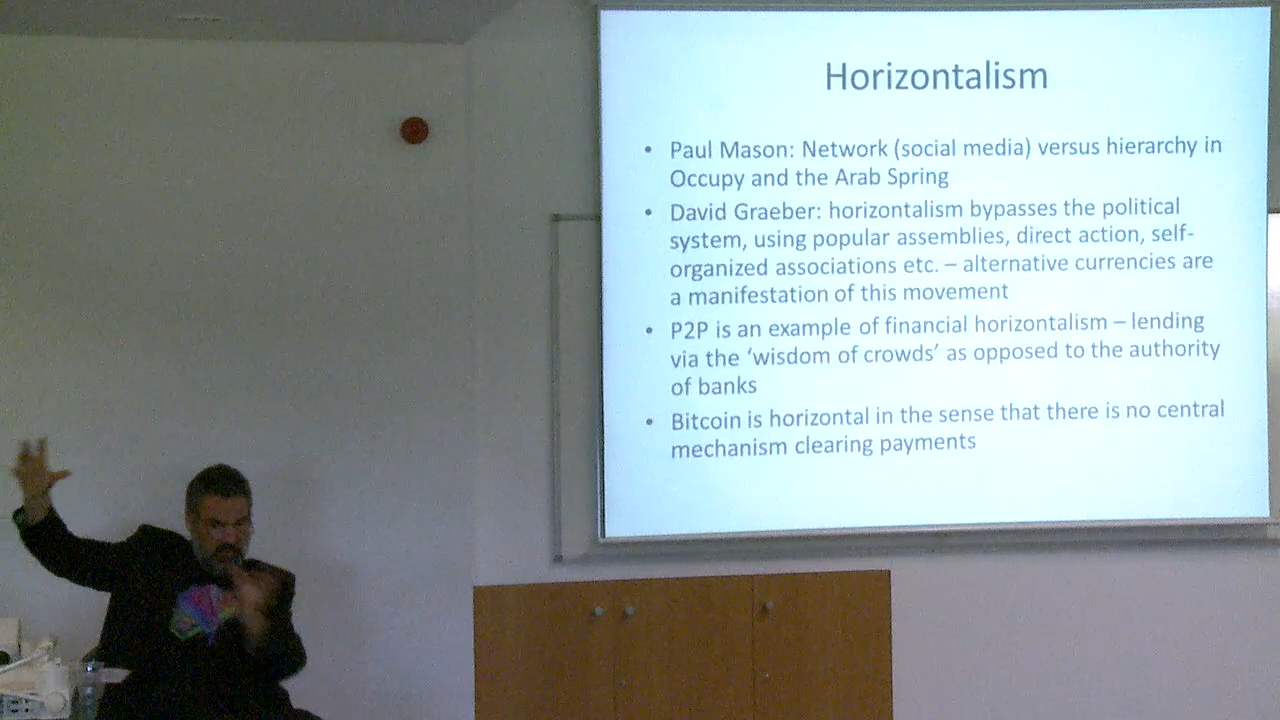 Horizontalism
• Paul Mason: Network (social media) versus hierarchy in
Occupy and the Arab Spring
• David Graeber: horizontalism bypasses the political
system, using popular assemblies, direct action, self-
organized associations etc. – alternative currencies are
a manifestation of this movement
• P2P is an example of financial horizontalism – lending
via the ‘wisdom of crowds’ as opposed to the authority
of banks
• Bitcoin is horizontal in the sense that there is no central
mechanism clearing payments